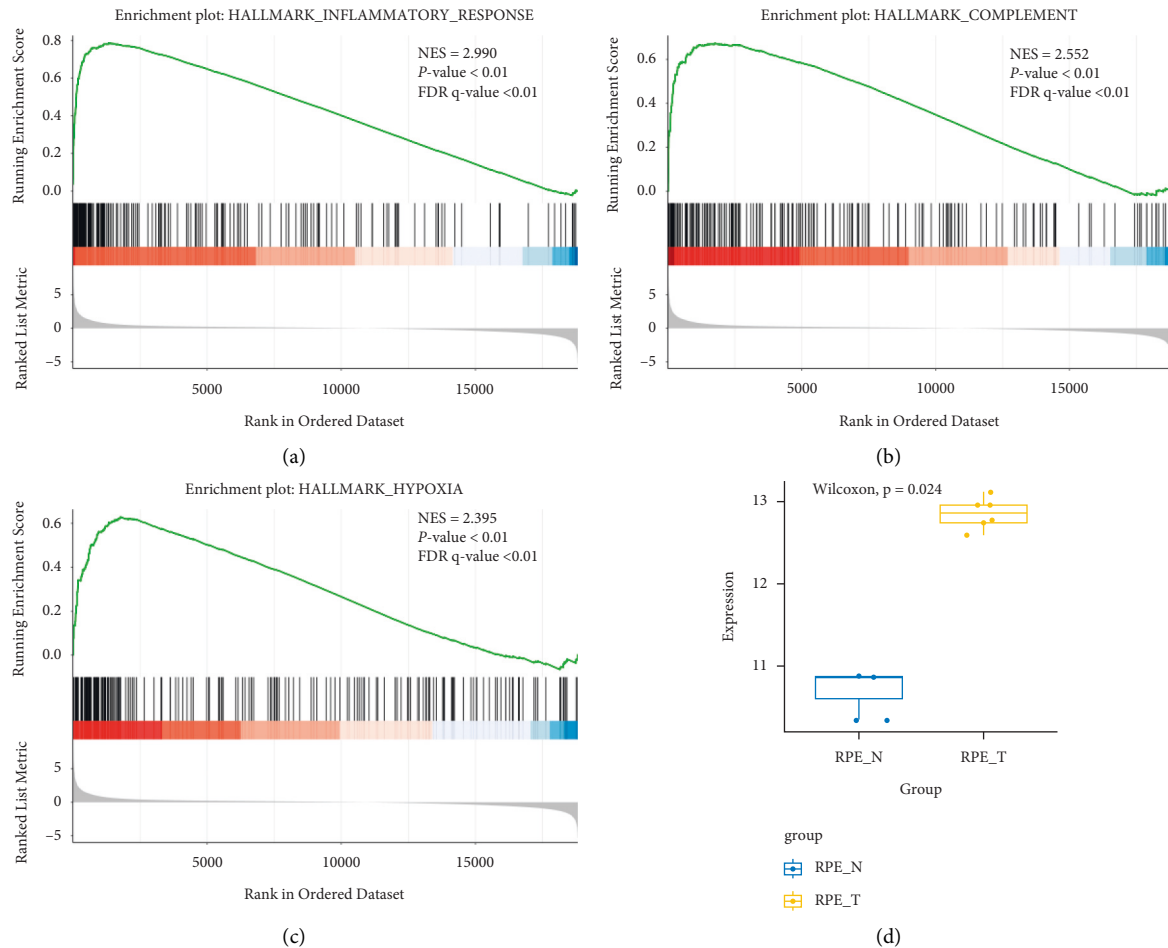 Enrichment plot: HALLMARK_INFLAMMATORY_RESPONSE
Running Enrichment Score
0.8
0.6
0.4
0.2
0.0
NES = 2.990
P-value < 0.01
FDR q-value <0.01
Ranked List Metric
5
0
−5
5000 10000 15000
Rank in Ordered Dataset
(a)
Enrichment plot: HALLMARK_COMPLEMENT
Running Enrichment Score
0.6
0.4
0.2
0.0
NES = 2.552
P-value < 0.01
FDR q-value <0.01
Ranked List Metric
5
0
−5
5000 10000 15000
Rank in Ordered Dataset
(b)
Enrichment plot: HALLMARK_HYPOXIA
Running Enrichment Score
0.6
0.4
0.2
0.0
NES = 2.395
P-value < 0.01
FDR q-value <0.01
Ranked List Metric
5
0
−5
5000 10000 15000
Rank in Ordered Dataset
(c)
Wilcoxon, p = 0.024
Expression
13
12
11
RPE_N RPE_T
Group
group
RPE_N
RPE_T
(d)